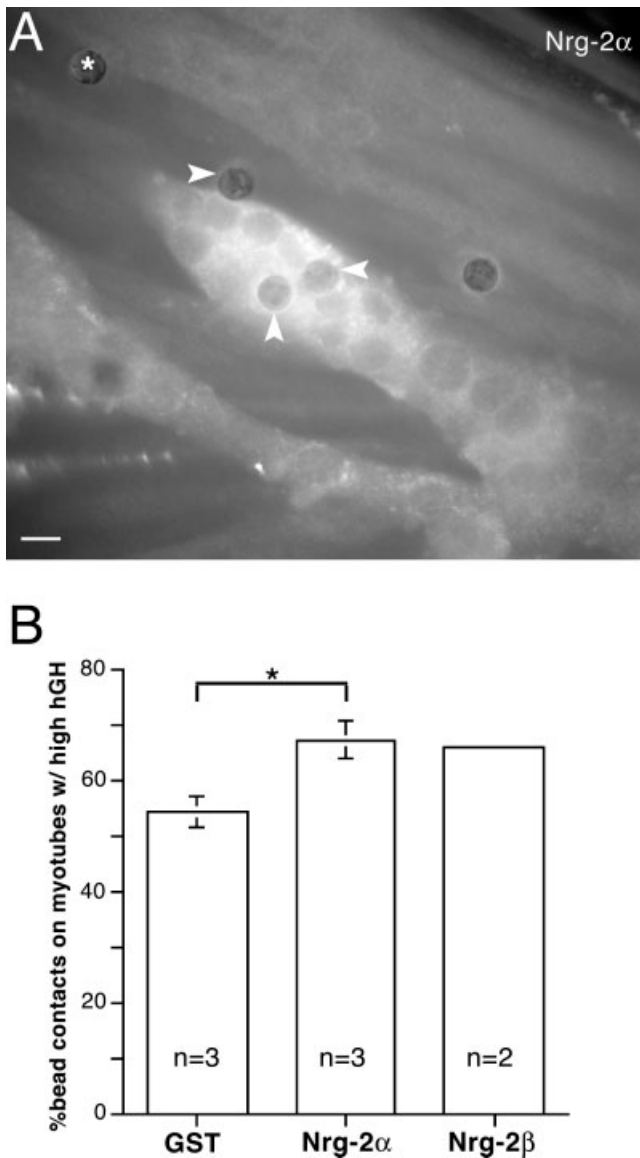 A
*
Nrg-2α
B
%bead contacts on myotubes w/ high hGH
80
60
40
20
0
*
n=3
n=3
n=2
GST
Nrg-2α
Nrg-2β